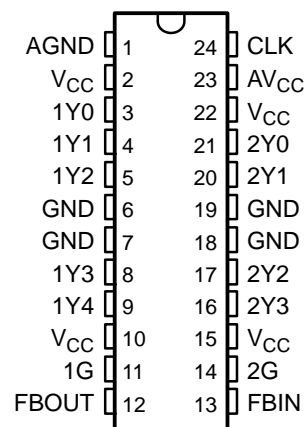 AGND 1 24 CLK
VCC 2 23 AVCC
1Y0 3 22 VCC
1Y1 4 21 2Y0
1Y2 5 20 2Y1
GND 6 19 GND
GND 7 18 GND
1Y3 8 17 2Y2
1Y4 9 16 2Y3
VCC 10 15 VCC
1G 11 14 2G
FBOUT 12 13 FBIN